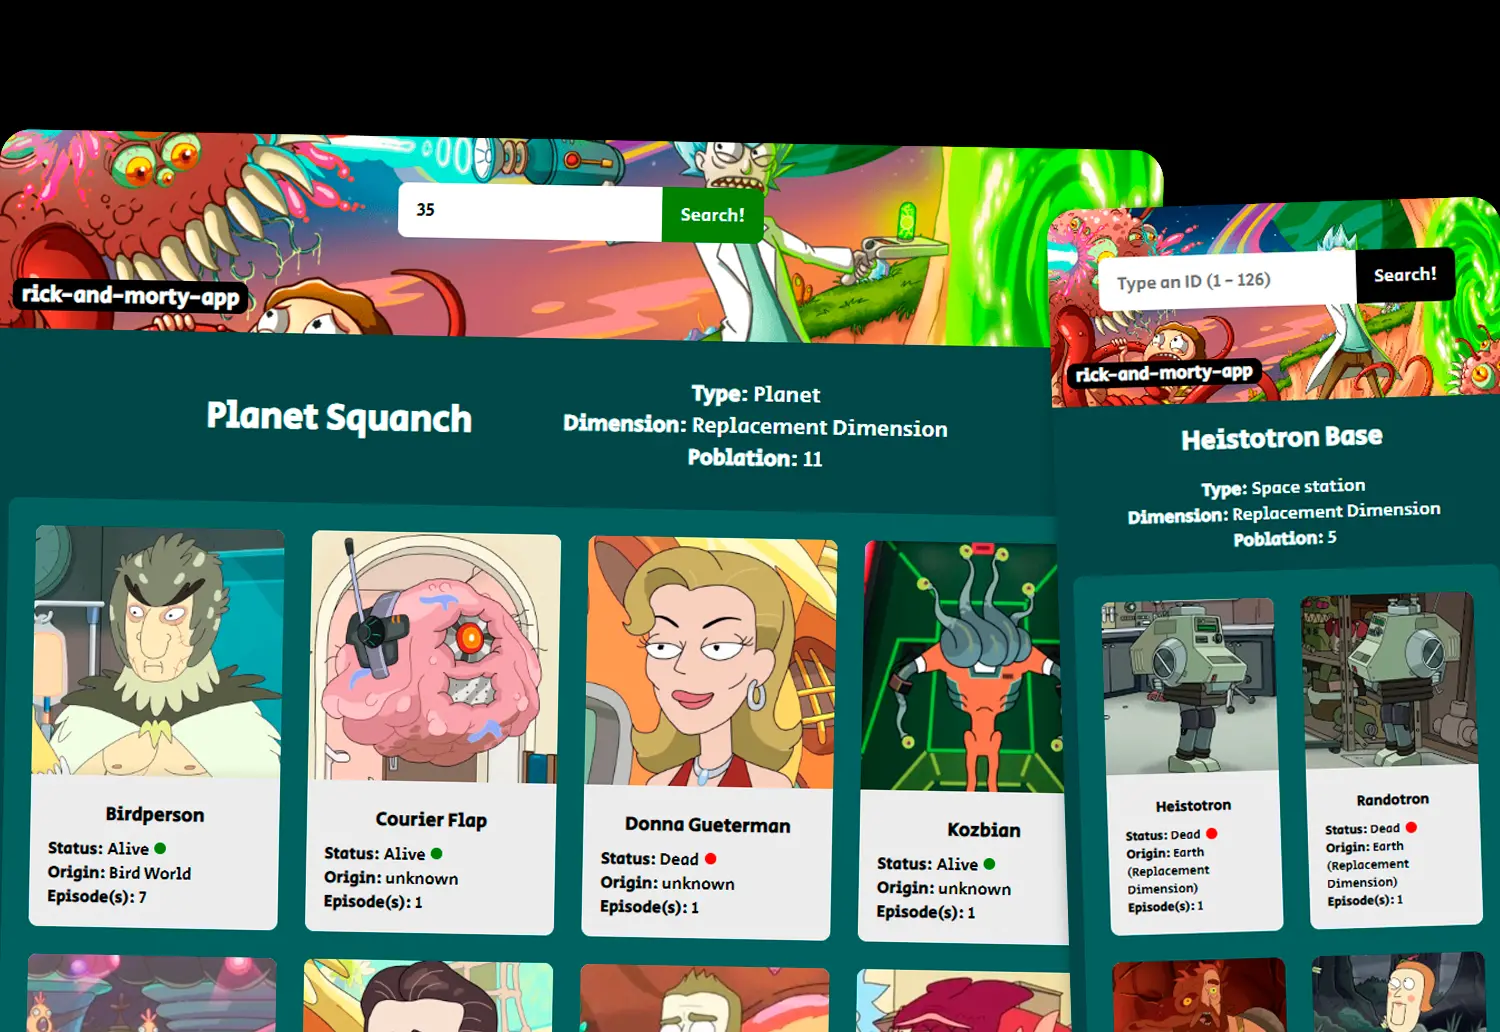 35
Search!
rick-and-morty-app
Planet Squanch
Type: Planet
Dimension: Replacement Dimension
Poblation: 11
Birdperson
Status: Alive
Origin: Bird World
Episode(s): 7
Courier Flap
Status: Alive
Origin: unknown
Episode(s): 1
Donna Gueterman
Status: Dead
Origin: unknown
Episode(s): 1
Kozbian
Status: Alive
Origin: unknown
Episode(s): 1
Type an ID (1 - 126)
Search!
rick-and-morty-app
Heistotron Base
Type: Space station
Dimension: Replacement Dimension
Poblation: 5
Heistotron
Status: Dead
Origin: Earth
(Replacement
Dimension)
Episode(s): 1
Randotron
Status: Dead
Origin: Earth
(Replacement
Dimension)
Episode(s): 1